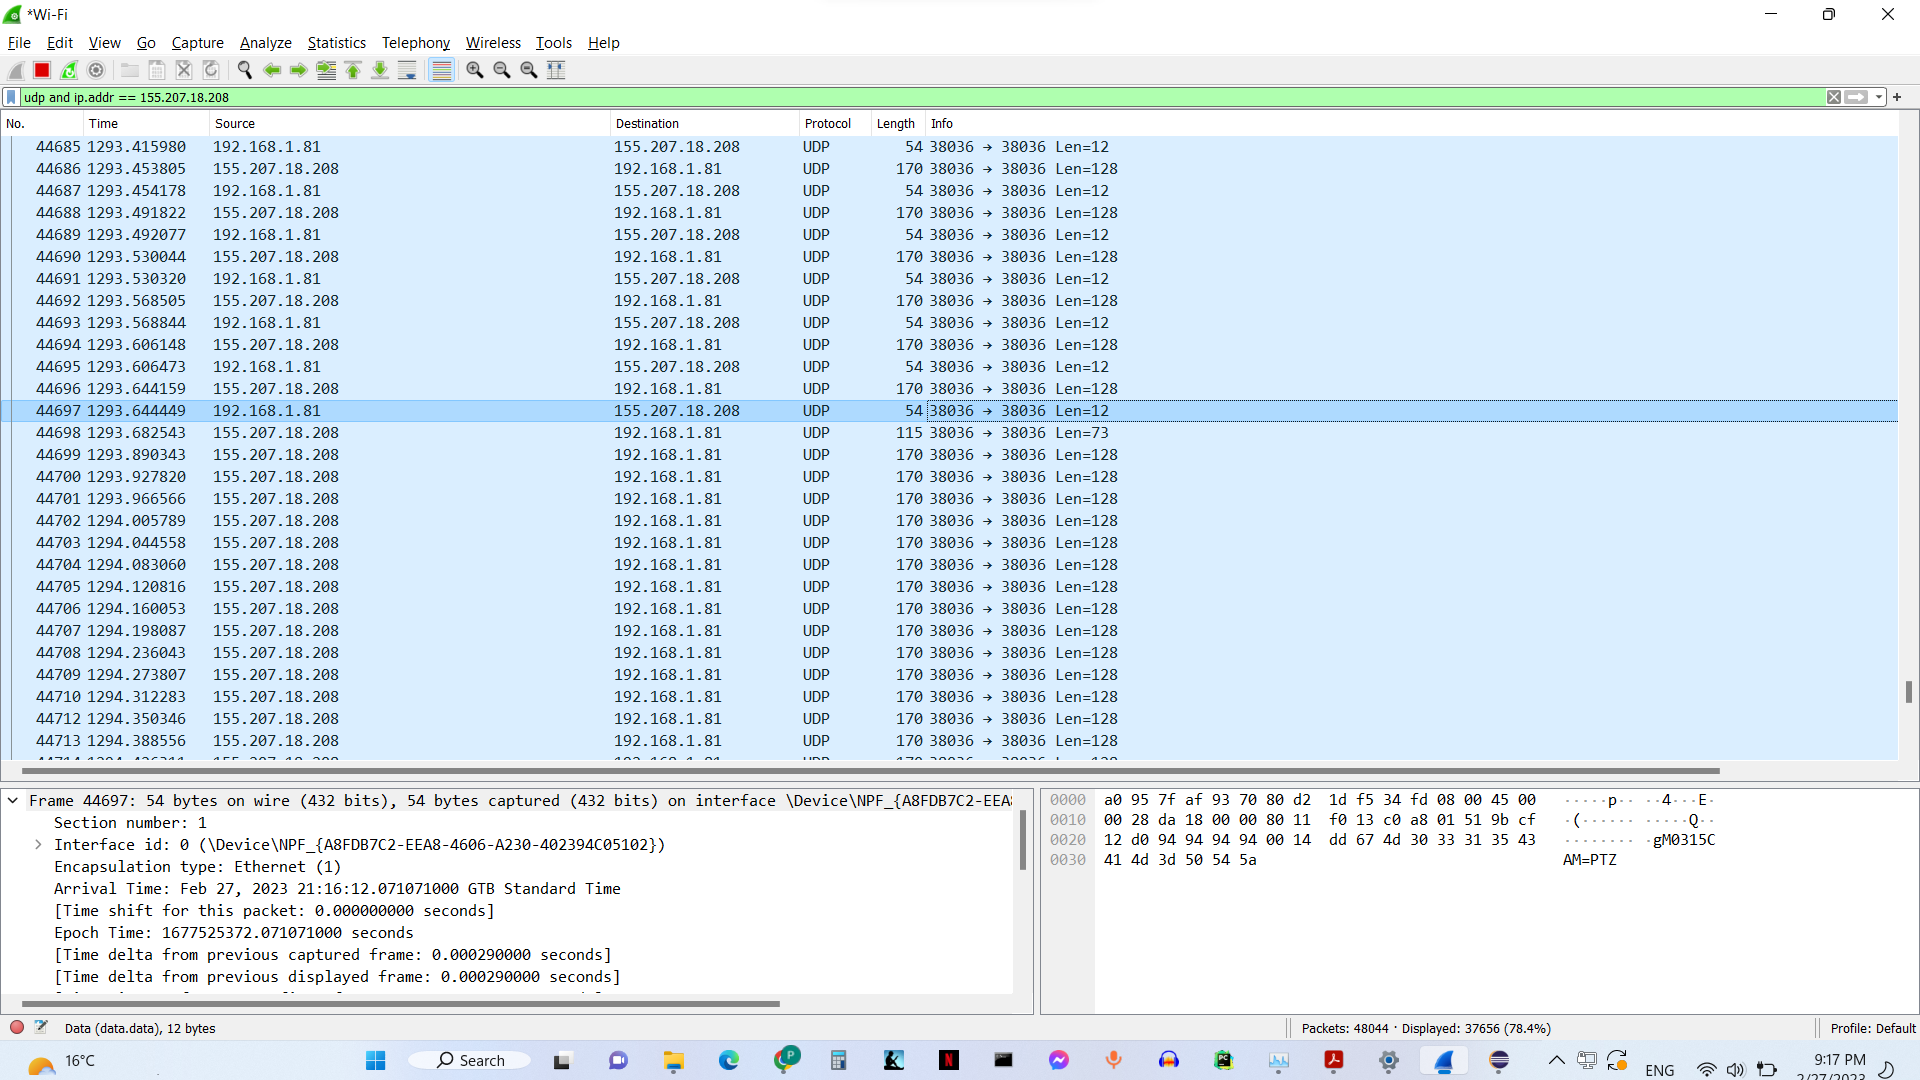 *Wi-Fi
File Edit View Go Capture Analyze Statistics Telephony Wireless Tools Help
udp and ip.addr == 155.207.18.208
No. Time Source Destination Protocol Length Info
44685 1293.415980 192.168.1.81 155.207.18.208 UDP 54 38036 → 38036 Len=12
44686 1293.453805 155.207.18.208 192.168.1.81 UDP 170 38036 → 38036 Len=128
44687 1293.454178 192.168.1.81 155.207.18.208 UDP 54 38036 → 38036 Len=12
44688 1293.491822 155.207.18.208 192.168.1.81 UDP 170 38036 → 38036 Len=128
44689 1293.492077 192.168.1.81 155.207.18.208 UDP 54 38036 → 38036 Len=12
44690 1293.530044 155.207.18.208 192.168.1.81 UDP 170 38036 → 38036 Len=128
44691 1293.530320 192.168.1.81 155.207.18.208 UDP 54 38036 → 38036 Len=12
44692 1293.568505 155.207.18.208 192.168.1.81 UDP 170 38036 → 38036 Len=128
44693 1293.568844 192.168.1.81 155.207.18.208 UDP 54 38036 → 38036 Len=12
44694 1293.606148 155.207.18.208 192.168.1.81 UDP 170 38036 → 38036 Len=128
44695 1293.606473 192.168.1.81 155.207.18.208 UDP 54 38036 → 38036 Len=12
44696 1293.644159 155.207.18.208 192.168.1.81 UDP 170 38036 → 38036 Len=128
44697 1293.644449 192.168.1.81 155.207.18.208 UDP 54 38036 → 38036 Len=12
44698 1293.682543 155.207.18.208 192.168.1.81 UDP 115 38036 → 38036 Len=73
44699 1293.890343 155.207.18.208 192.168.1.81 UDP 170 38036 → 38036 Len=128
44700 1293.927820 155.207.18.208 192.168.1.81 UDP 170 38036 → 38036 Len=128
44701 1293.966566 155.207.18.208 192.168.1.81 UDP 170 38036 → 38036 Len=128
44702 1294.005789 155.207.18.208 192.168.1.81 UDP 170 38036 → 38036 Len=128
44703 1294.044558 155.207.18.208 192.168.1.81 UDP 170 38036 → 38036 Len=128
44704 1294.083060 155.207.18.208 192.168.1.81 UDP 170 38036 → 38036 Len=128
44705 1294.120816 155.207.18.208 192.168.1.81 UDP 170 38036 → 38036 Len=128
44706 1294.160053 155.207.18.208 192.168.1.81 UDP 170 38036 → 38036 Len=128
44707 1294.198087 155.207.18.208 192.168.1.81 UDP 170 38036 → 38036 Len=128
44708 1294.236043 155.207.18.208 192.168.1.81 UDP 170 38036 → 38036 Len=128
44709 1294.273807 155.207.18.208 192.168.1.81 UDP 170 38036 → 38036 Len=128
44710 1294.312283 155.207.18.208 192.168.1.81 UDP 170 38036 → 38036 Len=128
44712 1294.350346 155.207.18.208 192.168.1.81 UDP 170 38036 → 38036 Len=128
44713 1294.388556 155.207.18.208 192.168.1.81 UDP 170 38036 → 38036 Len=128
Frame 44697: 54 bytes on wire (432 bits), 54 bytes captured (432 bits) on interface \Device\NPF_{A8FDB7C2-EEA
Section number: 1
Interface id: 0 (\Device\NPF_{A8FDB7C2-EEA8-4606-A230-402394C05102})
Encapsulation type: Ethernet (1)
Arrival Time: Feb 27, 2023 21:16:12.071071000 GTB Standard Time
[Time shift for this packet: 0.000000000 seconds]
Epoch Time: 1677525372.071071000 seconds
[Time delta from previous captured frame: 0.000290000 seconds]
[Time delta from previous displayed frame: 0.000290000 seconds]
0000 a0 95 7f af 93 70 80 d2 1d f5 34 fd 08 00 45 00 ·····p·· ··4···E·
0010 00 28 da 18 00 00 80 11 f0 13 c0 a8 01 51 9b cf ·(······ ·····Q··
0020 12 d0 94 94 94 94 00 14 dd 67 4d 30 33 31 35 43 ········ ·gM0315C
0030 41 4d 3d 50 54 5a AM=PTZ
Data (data.data), 12 bytes
Packets: 48044 · Displayed: 37656 (78.4%)
Profile: Default
16°C
Search
ENG
9:17 PM
2/27/2023